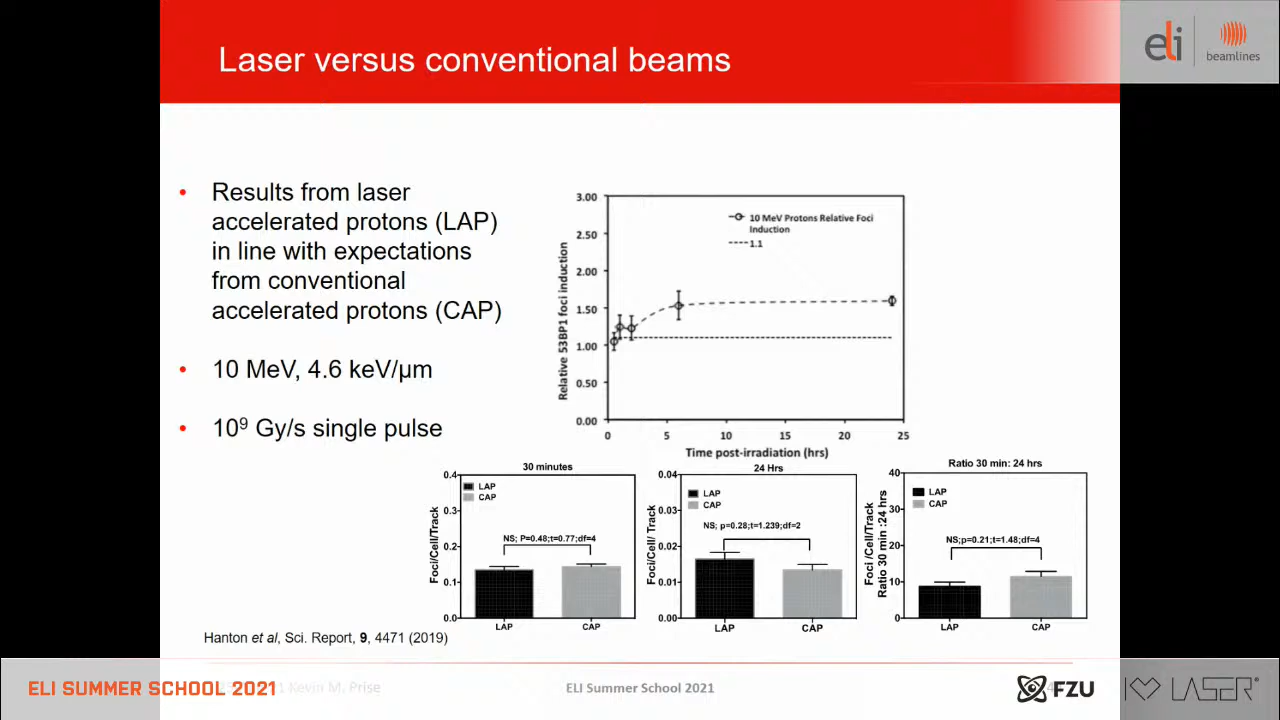 Laser versus conventional beams
eli
beamlines
• Results from laser
accelerated protons (LAP)
in line with expectations
from conventional
accelerated protons (CAP)
• 10 MeV, 4.6 keV/μm
• 10⁹ Gy/s single pulse
3.00
2.50
2.00
1.50
1.00
0.50
0.00
Relative 53BP1 foci induction
10 MeV Protons Relative Foci
Induction
1.1
0 5 10 15 20 25
Time post-irradiation (hrs)
30 minutes
0.4
0.3
0.2
0.1
0.0
Foci/Cell/Track
LAP
CAP
NS; P=0.48;t=0.77;df=4
LAP CAP
24 Hrs
0.04
0.03
0.02
0.01
0.00
Foci/Cell/ Track
LAP
CAP
NS; p=0.28;t=1.239;df=2
LAP CAP
Ratio 30 min: 24 hrs
40
30
20
10
0
Foci /Cell/Track
Ratio 30 min :24 hrs
LAP
CAP
NS;p=0.21;t=1.48;df=4
LAP CAP
Hanton et al, Sci. Report, 9, 4471 (2019)
ELI SUMMER SCHOOL 2021
Kevin M. Prise
ELI Summer School 2021
FZU
LASER